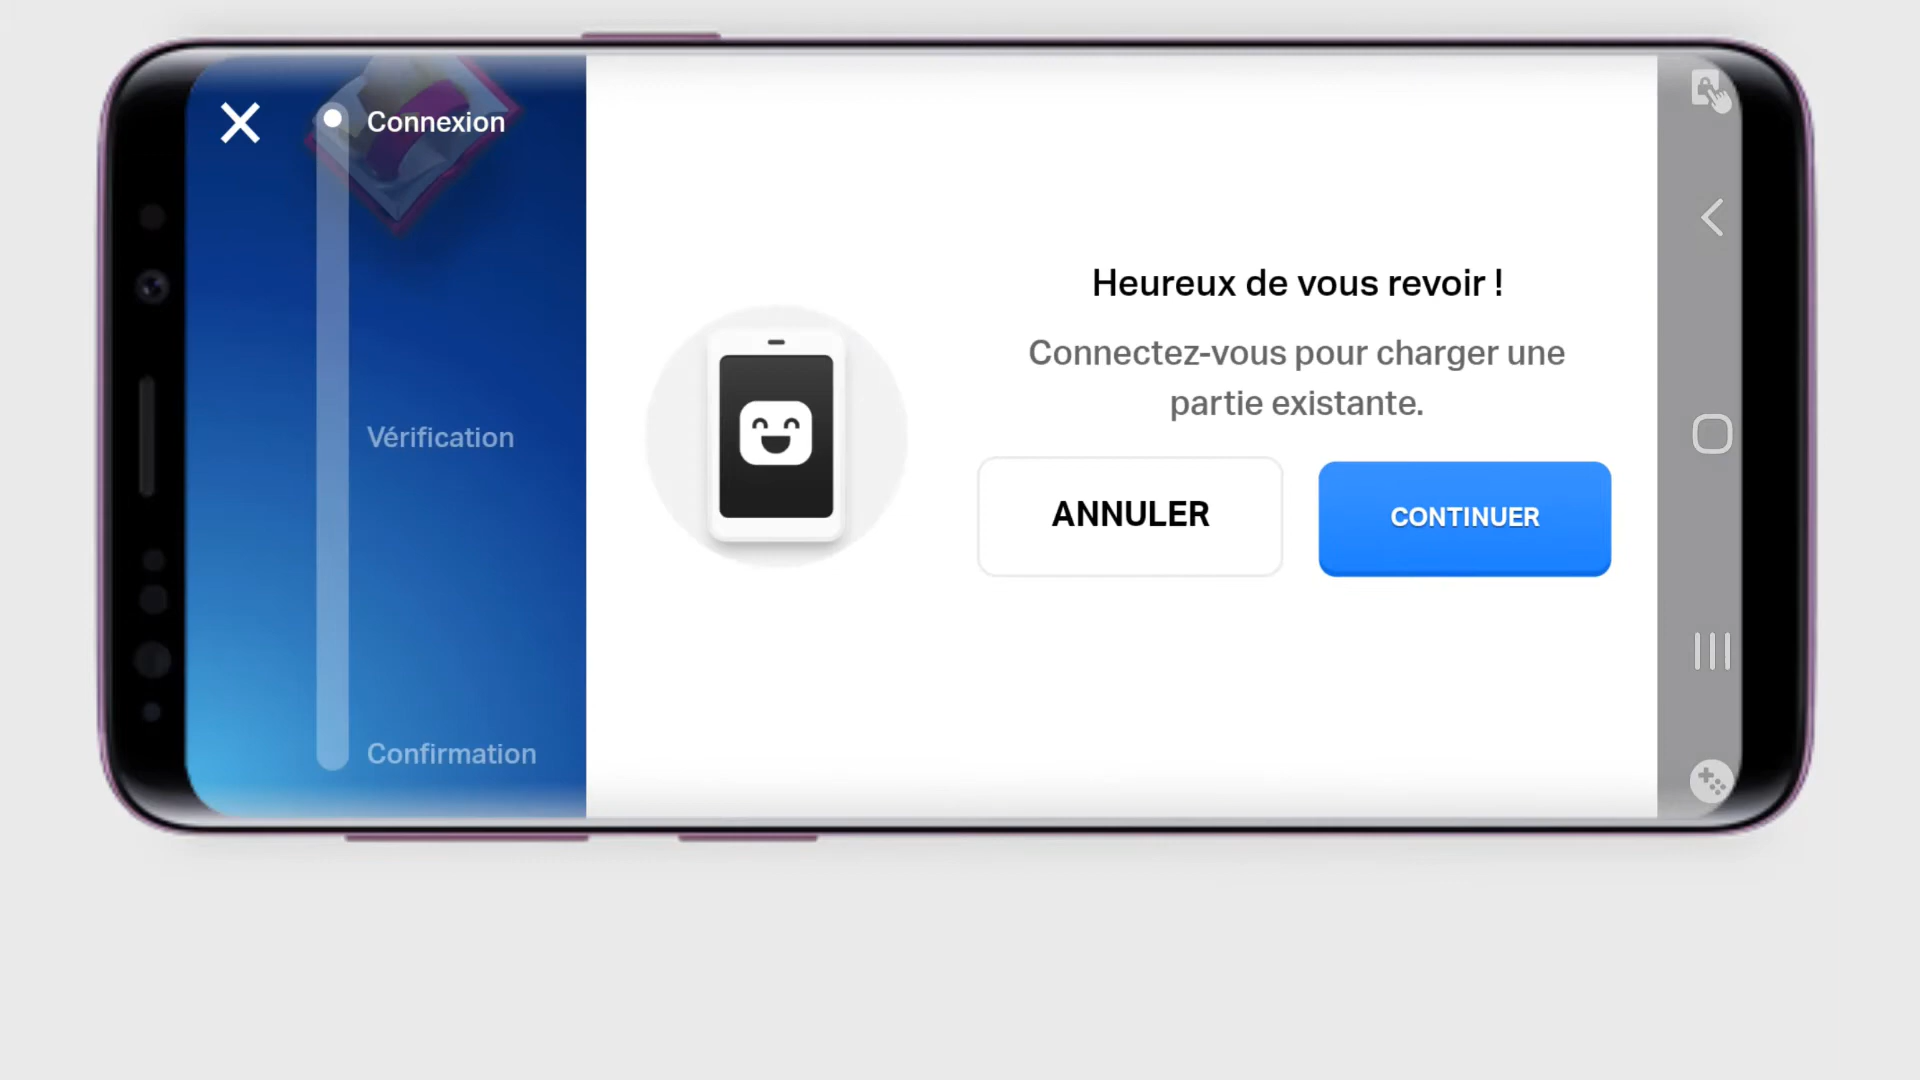 Connexion
Vérification
Confirmation
Heureux de vous revoir !
Connectez-vous pour charger une
partie existante.
ANNULER
CONTINUER